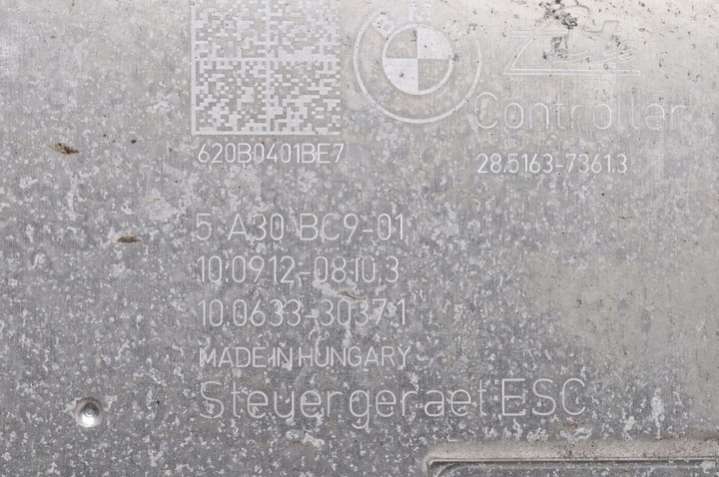 Controller
620B0401BE7
28.5163-7361.3
5 A30 BC9-01
10.0912-0810.3
10.0633-3037.1
MADE IN HUNGARY
Steuergeraet ESC